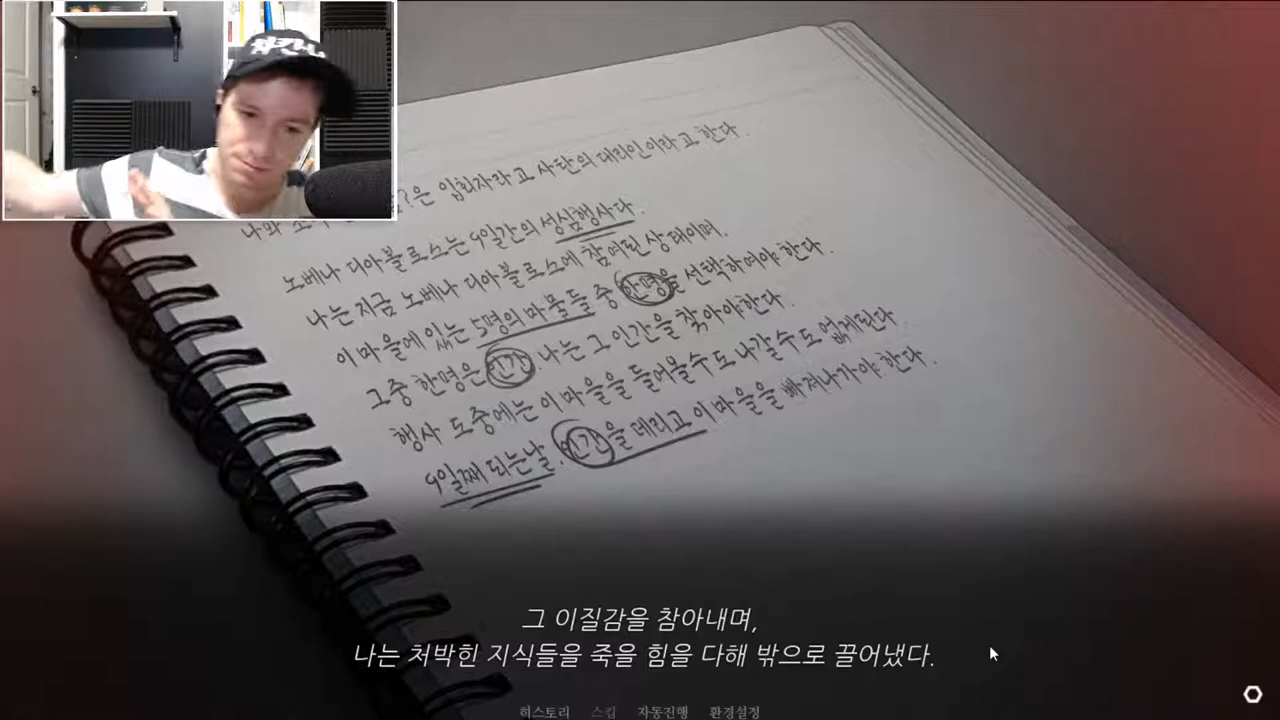 나와
은 임회자라고 사탄의 대리인이라고 한다.
노베나 디아볼로스는 9일간의 성심행사다.
나는 지금 노베나 디아볼로스에 참여된 상태이며,
이 마을에 있는 5명의 마물들 중 한명을 선택하여야 한다.
그중 한명은 인간 나는 그 인간을 찾아야한다.
행사 도중에는 이 마을을 들어올수도 나갈수도 없게된다
9일째 되는날, 인간을 데리고 이 마을을 빠져나가야 한다.
그 이질감을 참아내며,
나는 처박힌 지식들을 죽을 힘을 다해 밖으로 끌어냈다.
히스토리 스킵 자동진행 환경설정